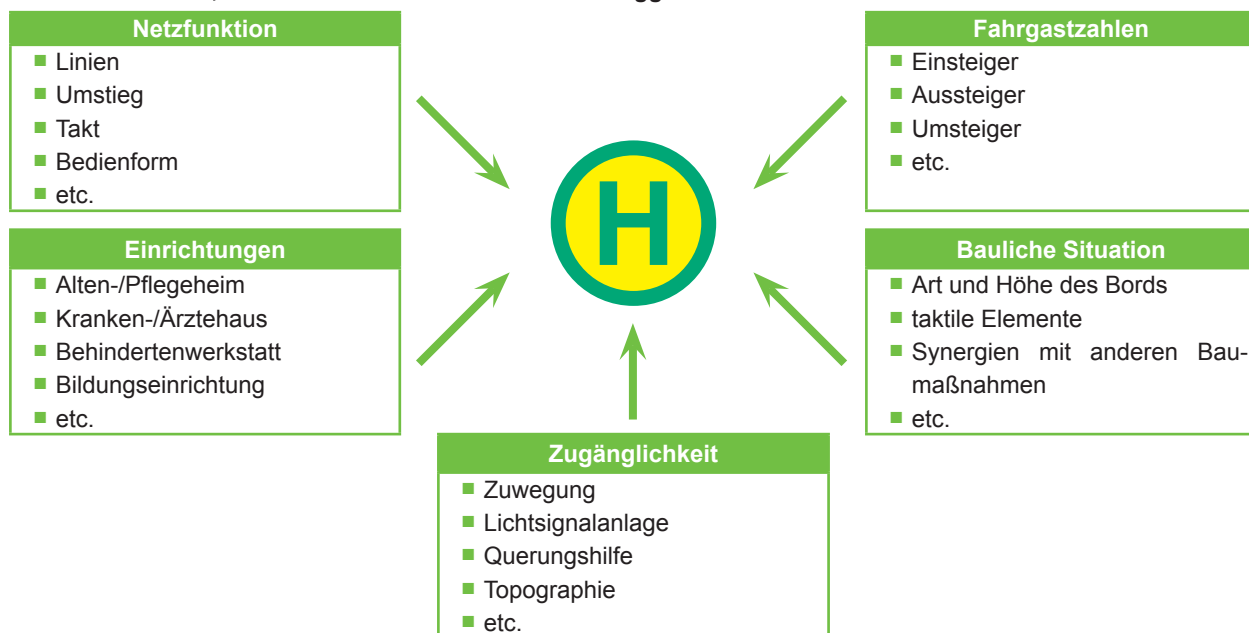 Netzfunktion
Linien
Umstieg
Takt
Bedienform
etc.
Fahrgastzahlen
Einsteiger
Aussteiger
Umsteiger
etc.
H
Einrichtungen
Alten-/Pflegeheim
Kranken-/Ärztehaus
Behindertenwerkstatt
Bildungseinrichtung
etc.
Bauliche Situation
Art und Höhe des Bords
taktile Elemente
Synergien mit anderen Bau-
maßnahmen
etc.
Zugänglichkeit
Zuwegung
Lichtsignalanlage
Querungshilfe
Topographie
etc.